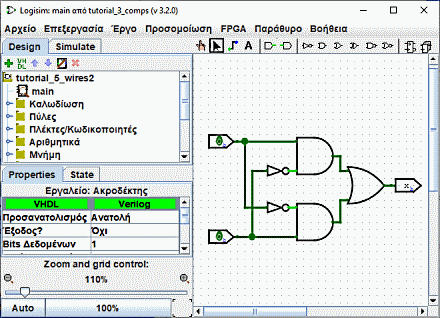 Logisim: main από tutorial_3_comps (v 3.2.0)
Αρχείο Επεξεργασία Έργο Προσομοίωση FPGA Παράθυρο Βοήθεια
Design Simulate
A
VH
DL
tutorial_5_wires2
main
Καλωδίωση
Πύλες
Πλέκτες/Κωδικοποιητές
Αριθμητικά
Μνήμη
Properties State
Εργαλείο: Ακροδέκτης
VHDL Verilog
Προσανατολισμός Ανατολή
Έξοδος? Όχι
Bits Δεδομένων 1
Zoom and grid control:
110%
Auto 100%
0
x
0